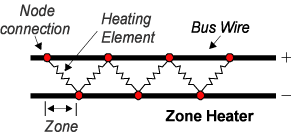 Node
connection
Heating
Element
Bus Wire
+
−
Zone
Zone Heater